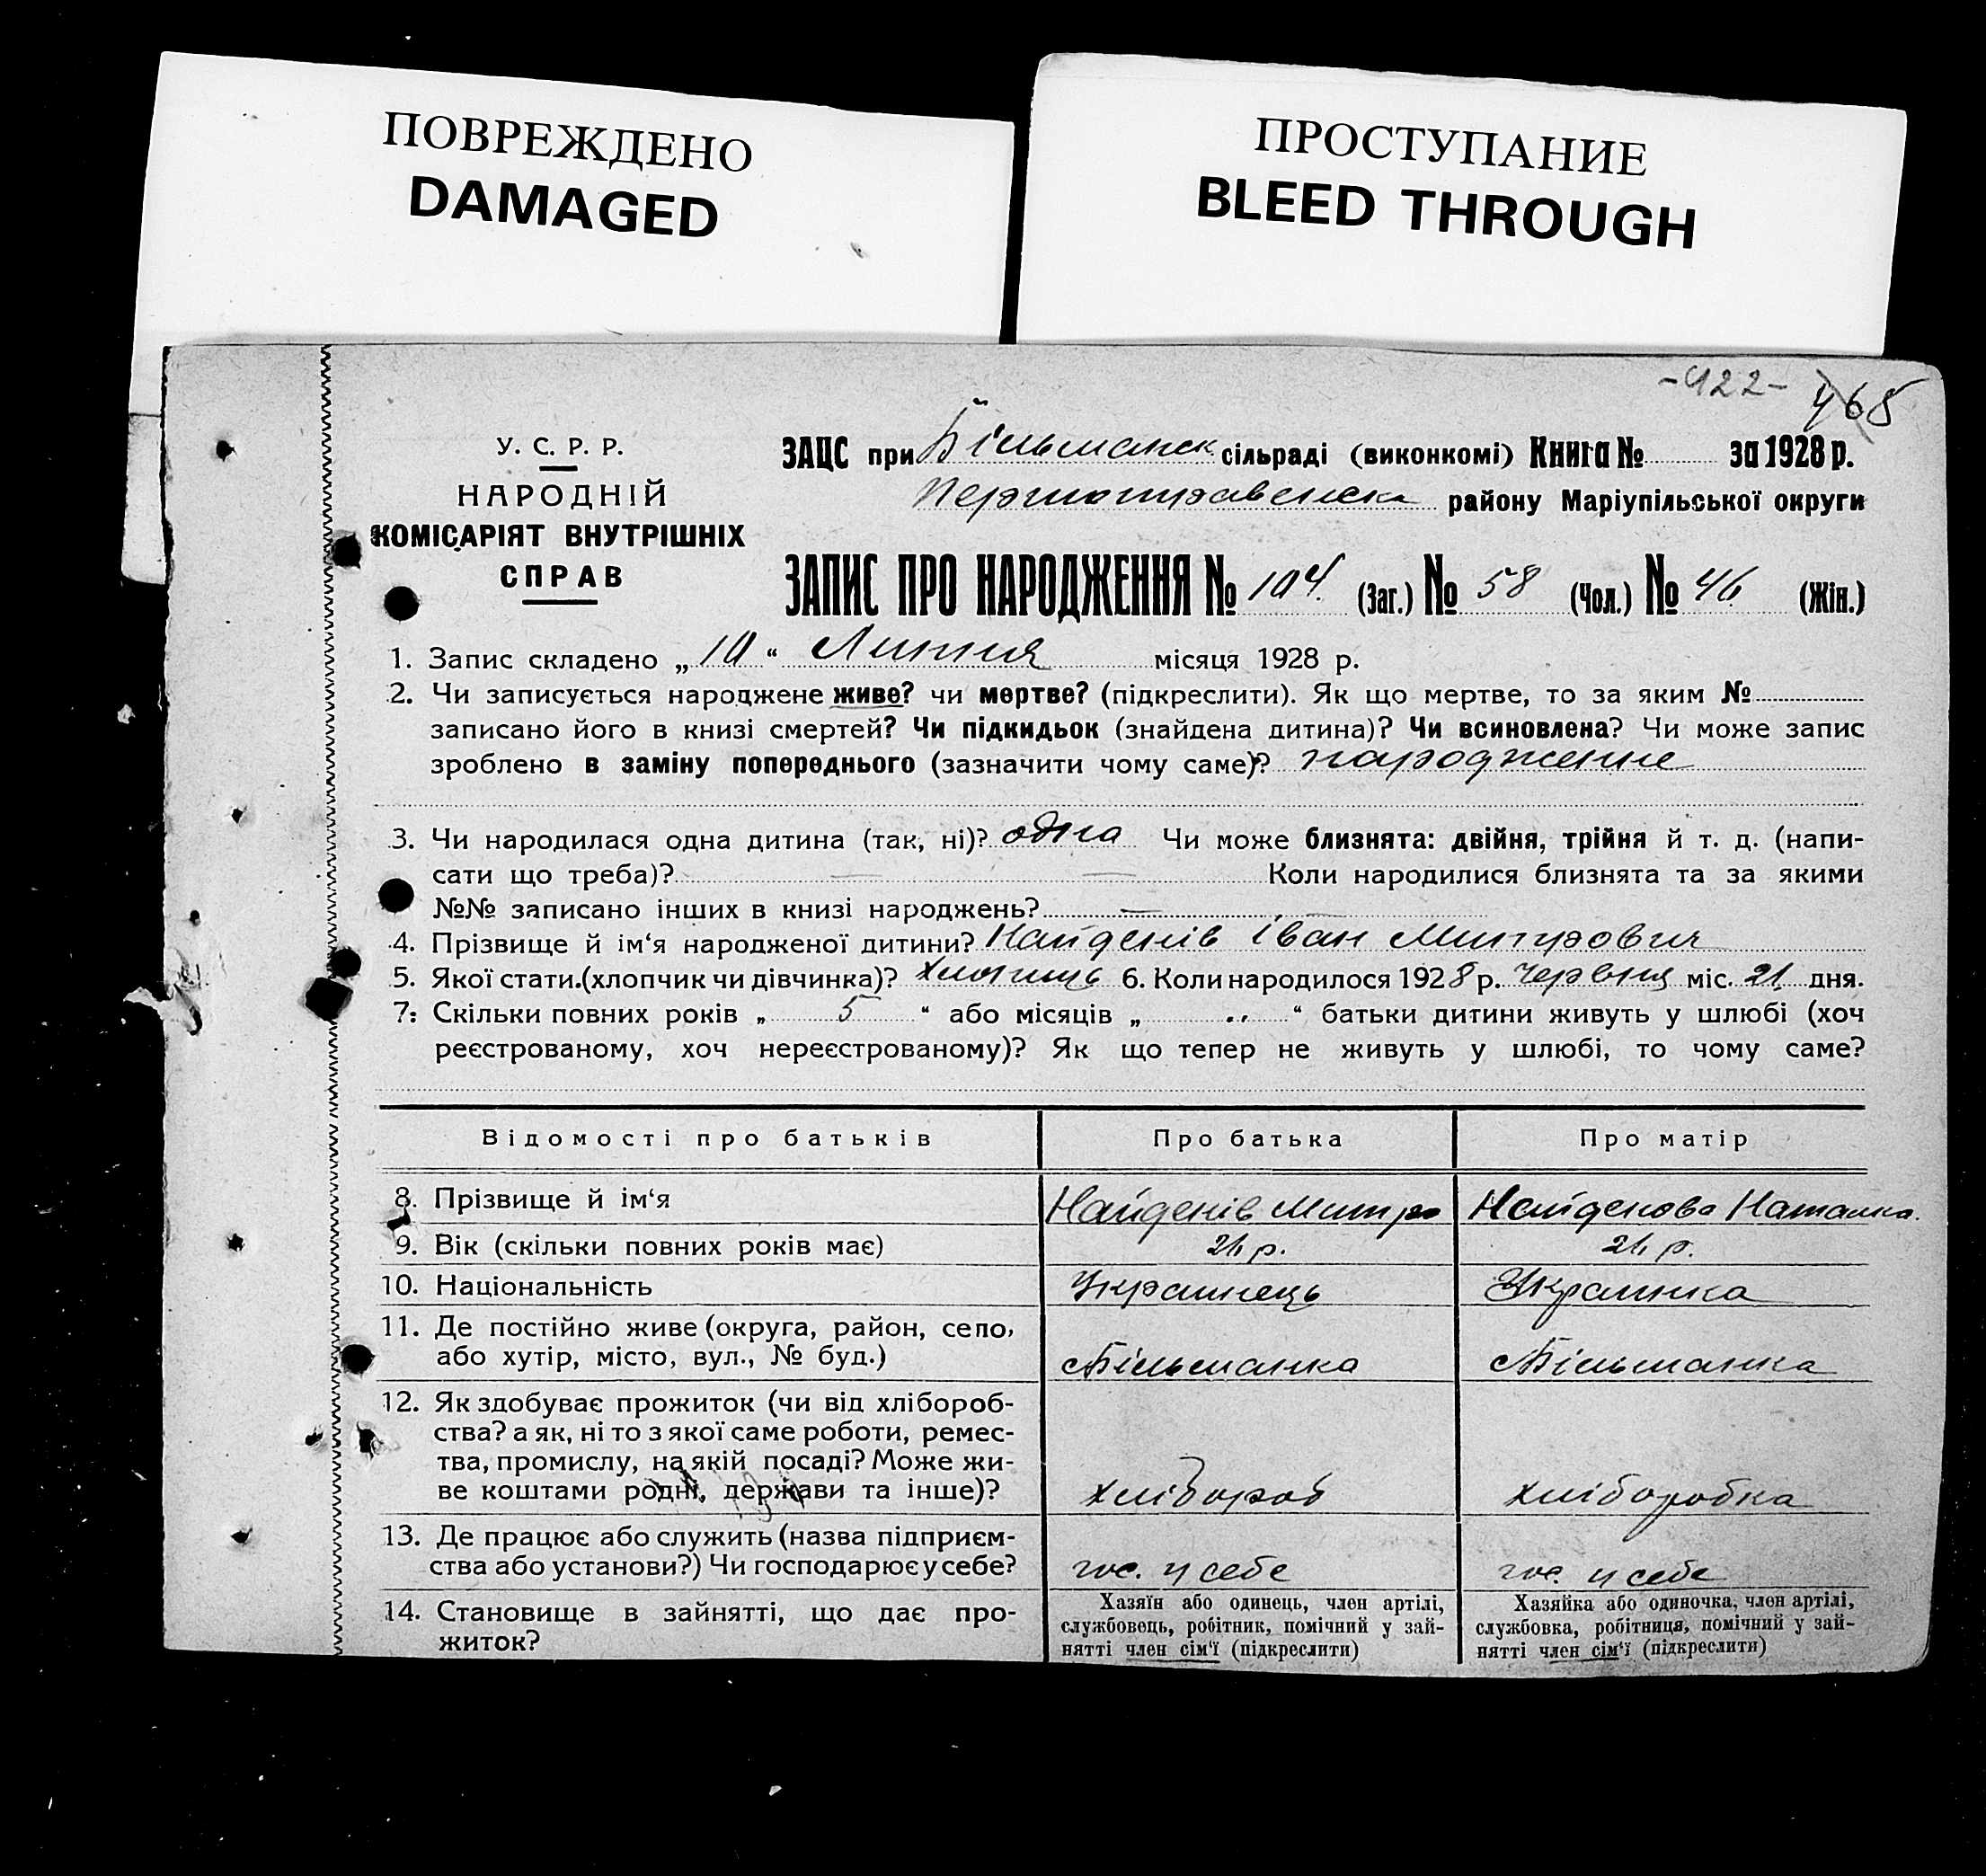 ПОВРЕЖДЕНО
DAMAGED
ПРОСТУПАНИЕ
BLEED THROUGH
-422- 465
У. С. Р. Р.
НАРОДНІЙ
КОМІСАРІЯТ ВНУТРІШНІХ
СПРАВ
ЗАЦС при Більманск сільраді (виконкомі) Книга № за 1928 р.
Першотравенск району Маріупільської округи
ЗАПИС ПРО НАРОДЖЕННЯ № 104. (Заг.) № 58 (Чол.) № 46 (Жін.)
1. Запис складено „ 10 “ Липня місяця 1928 р.
2. Чи записується народжене живе? чи мертве? (підкреслити). Як що мертве, то за яким №
записано його в книзі смертей? Чи підкидьок (знайдена дитина)? Чи всиновлена? Чи може запис
зроблено в заміну попереднього (зазначити чому саме)? народження
3. Чи народилася одна дитина (так, ні)? одна Чи може близнята: двійня, трійня й т. д. (напи-
сати що треба)? — — Коли народилися близнята та за якими
№№ записано інших в книзі народжень? —
4. Прізвище й ім‘я народженої дитини? Найденів Іван Митрович
5. Якої стати.(хлопчик чи дівчинка)? хлопець 6. Коли народилося 1928 р. червня міс. 21 дня.
7: Скільки повних років „ 5 “ або місяців „ .. “ батьки дитини живуть у шлюбі (хоч
реєстрованому, хоч нереєстрованому)? Як що тепер не живуть у шлюбі, то чому саме?
Відомості про батьків Про батька Про матір
8. Прізвище й ім‘я Найденів Митро Найденова Наталка.
9. Вік (скільки повних років має) 21 р. 21 р.
10. Національність Украинець Украинка
11. Де постійно живе (округа, район, село,
або хутір, місто, вул., № буд.) Більманка Більманка
12. Як здобуває прожиток (чи від хлібороб-
ства? а як, ні то з якої саме роботи, ремес-
тва, промислу, на якій посаді? Може жи-
ве коштами родні, держави та інше)? хлібороб хліборобка
13. Де працює або служить (назва підприєм-
ства або установи?) Чи господарює у себе? гос. у себе гос. у себе
14. Становище в зайнятті, що дає про-
житок?
Хазяїн або одинець, член артілі,
службовець, робітник, помічний у зай-
нятті член сім‘ї (підкреслити)
Хазяйка або одиночка, член артілі,
службовка, робітниця, помічний у зай-
нятті член сім‘ї (підкреслити)